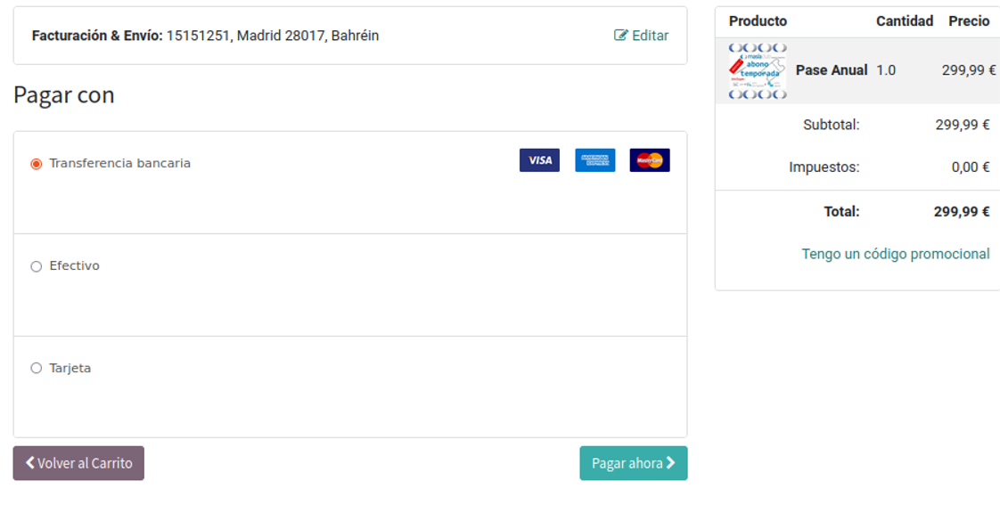 Facturación & Envío: 15151251, Madrid 28017, Bahréin
Editar
Pagar con
Transferencia bancaria
VISA
AMERICAN EXPRESS
MasterCard
Efectivo
Tarjeta
Volver al Carrito
Pagar ahora
Producto Cantidad Precio
abono
temporada
Pase Anual 1.0 299,99 €
Subtotal: 299,99 €
Impuestos: 0,00 €
Total: 299,99 €
Tengo un código promocional